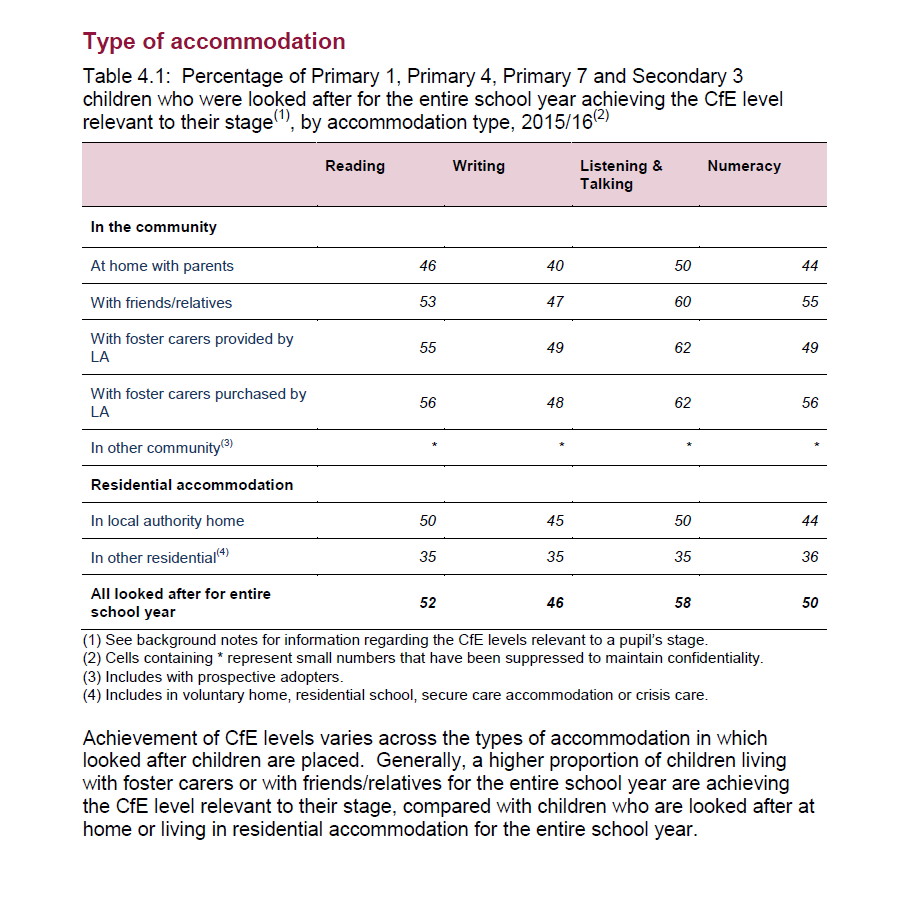 Type of accommodation
Table 4.1:  Percentage of Primary 1, Primary 4, Primary 7 and Secondary 3
children who were looked after for the entire school year achieving the CfE level
relevant to their stage(1), by accommodation type, 2015/16(2)
Reading Writing Listening & Talking Numeracy
In the community
At home with parents 46 40 50 44
With friends/relatives 53 47 60 55
With foster carers provided by
LA 55 49 62 49
With foster carers purchased by
LA 56 48 62 56
In other community(3) * * * *
Residential accommodation
In local authority home 50 45 50 44
In other residential(4) 35 35 35 36
All looked after for entire
school year 52 46 58 50
(1) See background notes for information regarding the CfE levels relevant to a pupil's stage.
(2) Cells containing * represent small numbers that have been suppressed to maintain confidentiality.
(3) Includes with prospective adopters.
(4) Includes in voluntary home, residential school, secure care accommodation or crisis care.
Achievement of CfE levels varies across the types of accommodation in which
looked after children are placed.  Generally, a higher proportion of children living
with foster carers or with friends/relatives for the entire school year are achieving
the CfE level relevant to their stage, compared with children who are looked after at
home or living in residential accommodation for the entire school year.